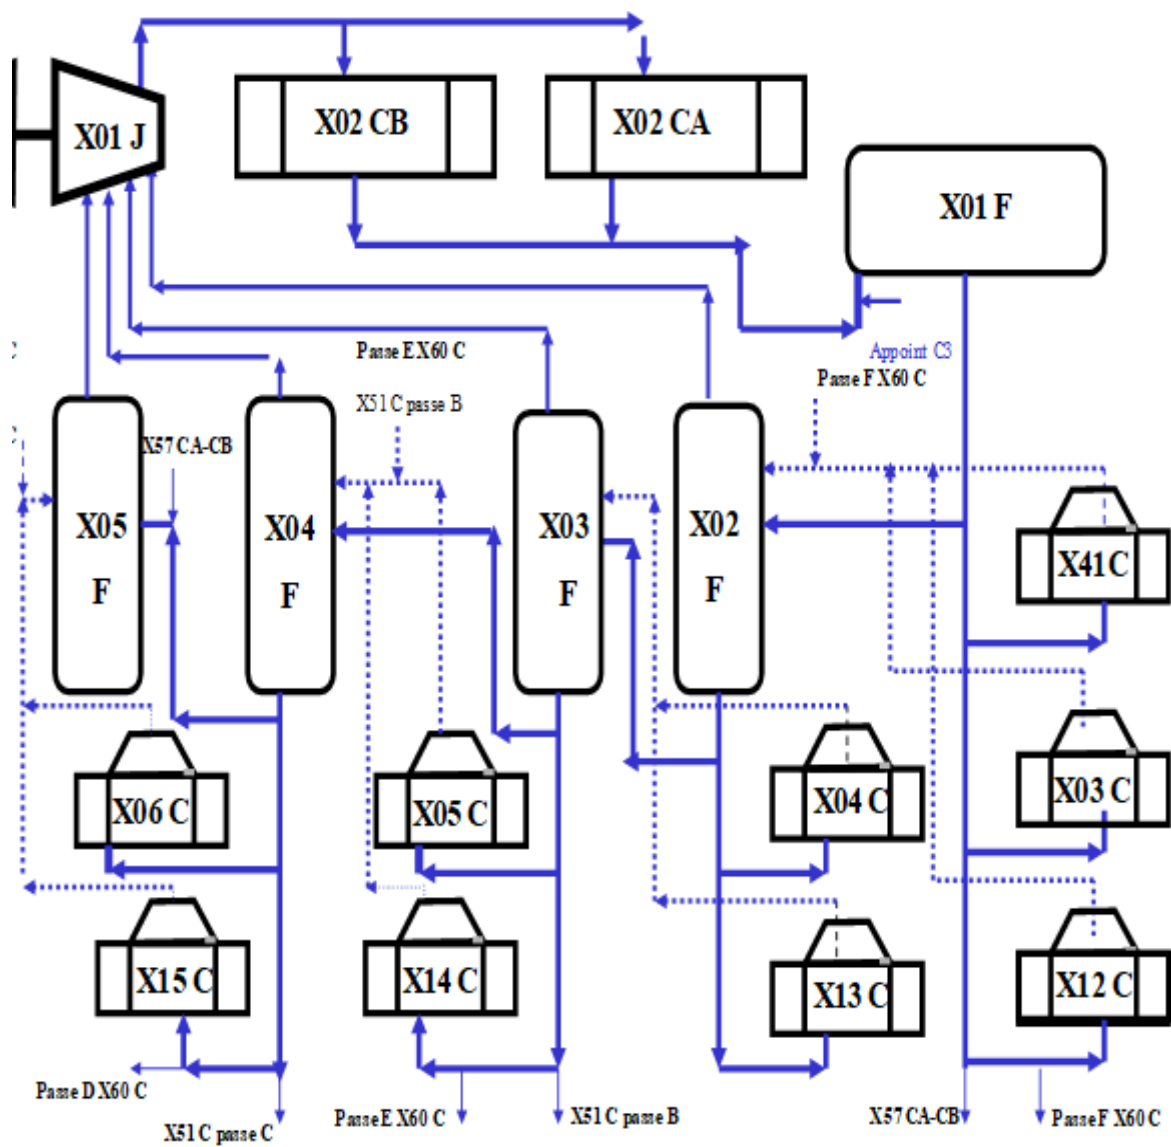 X01 J
X02 CB
X02 CA
X01 F
Passe E X60 C
Appoint C3
Passe F X60 C
X51 C passe B
X57 CA-CB
X05
F
X04
F
X03
F
X02
F
X41 C
X06 C
X05 C
X04 C
X03 C
X15 C
X14 C
X13 C
X12 C
Passe D X60 C
X51 C passe C
Passe E X60 C
X51 C passe B
X57 CA-CB
Passe F X60 C